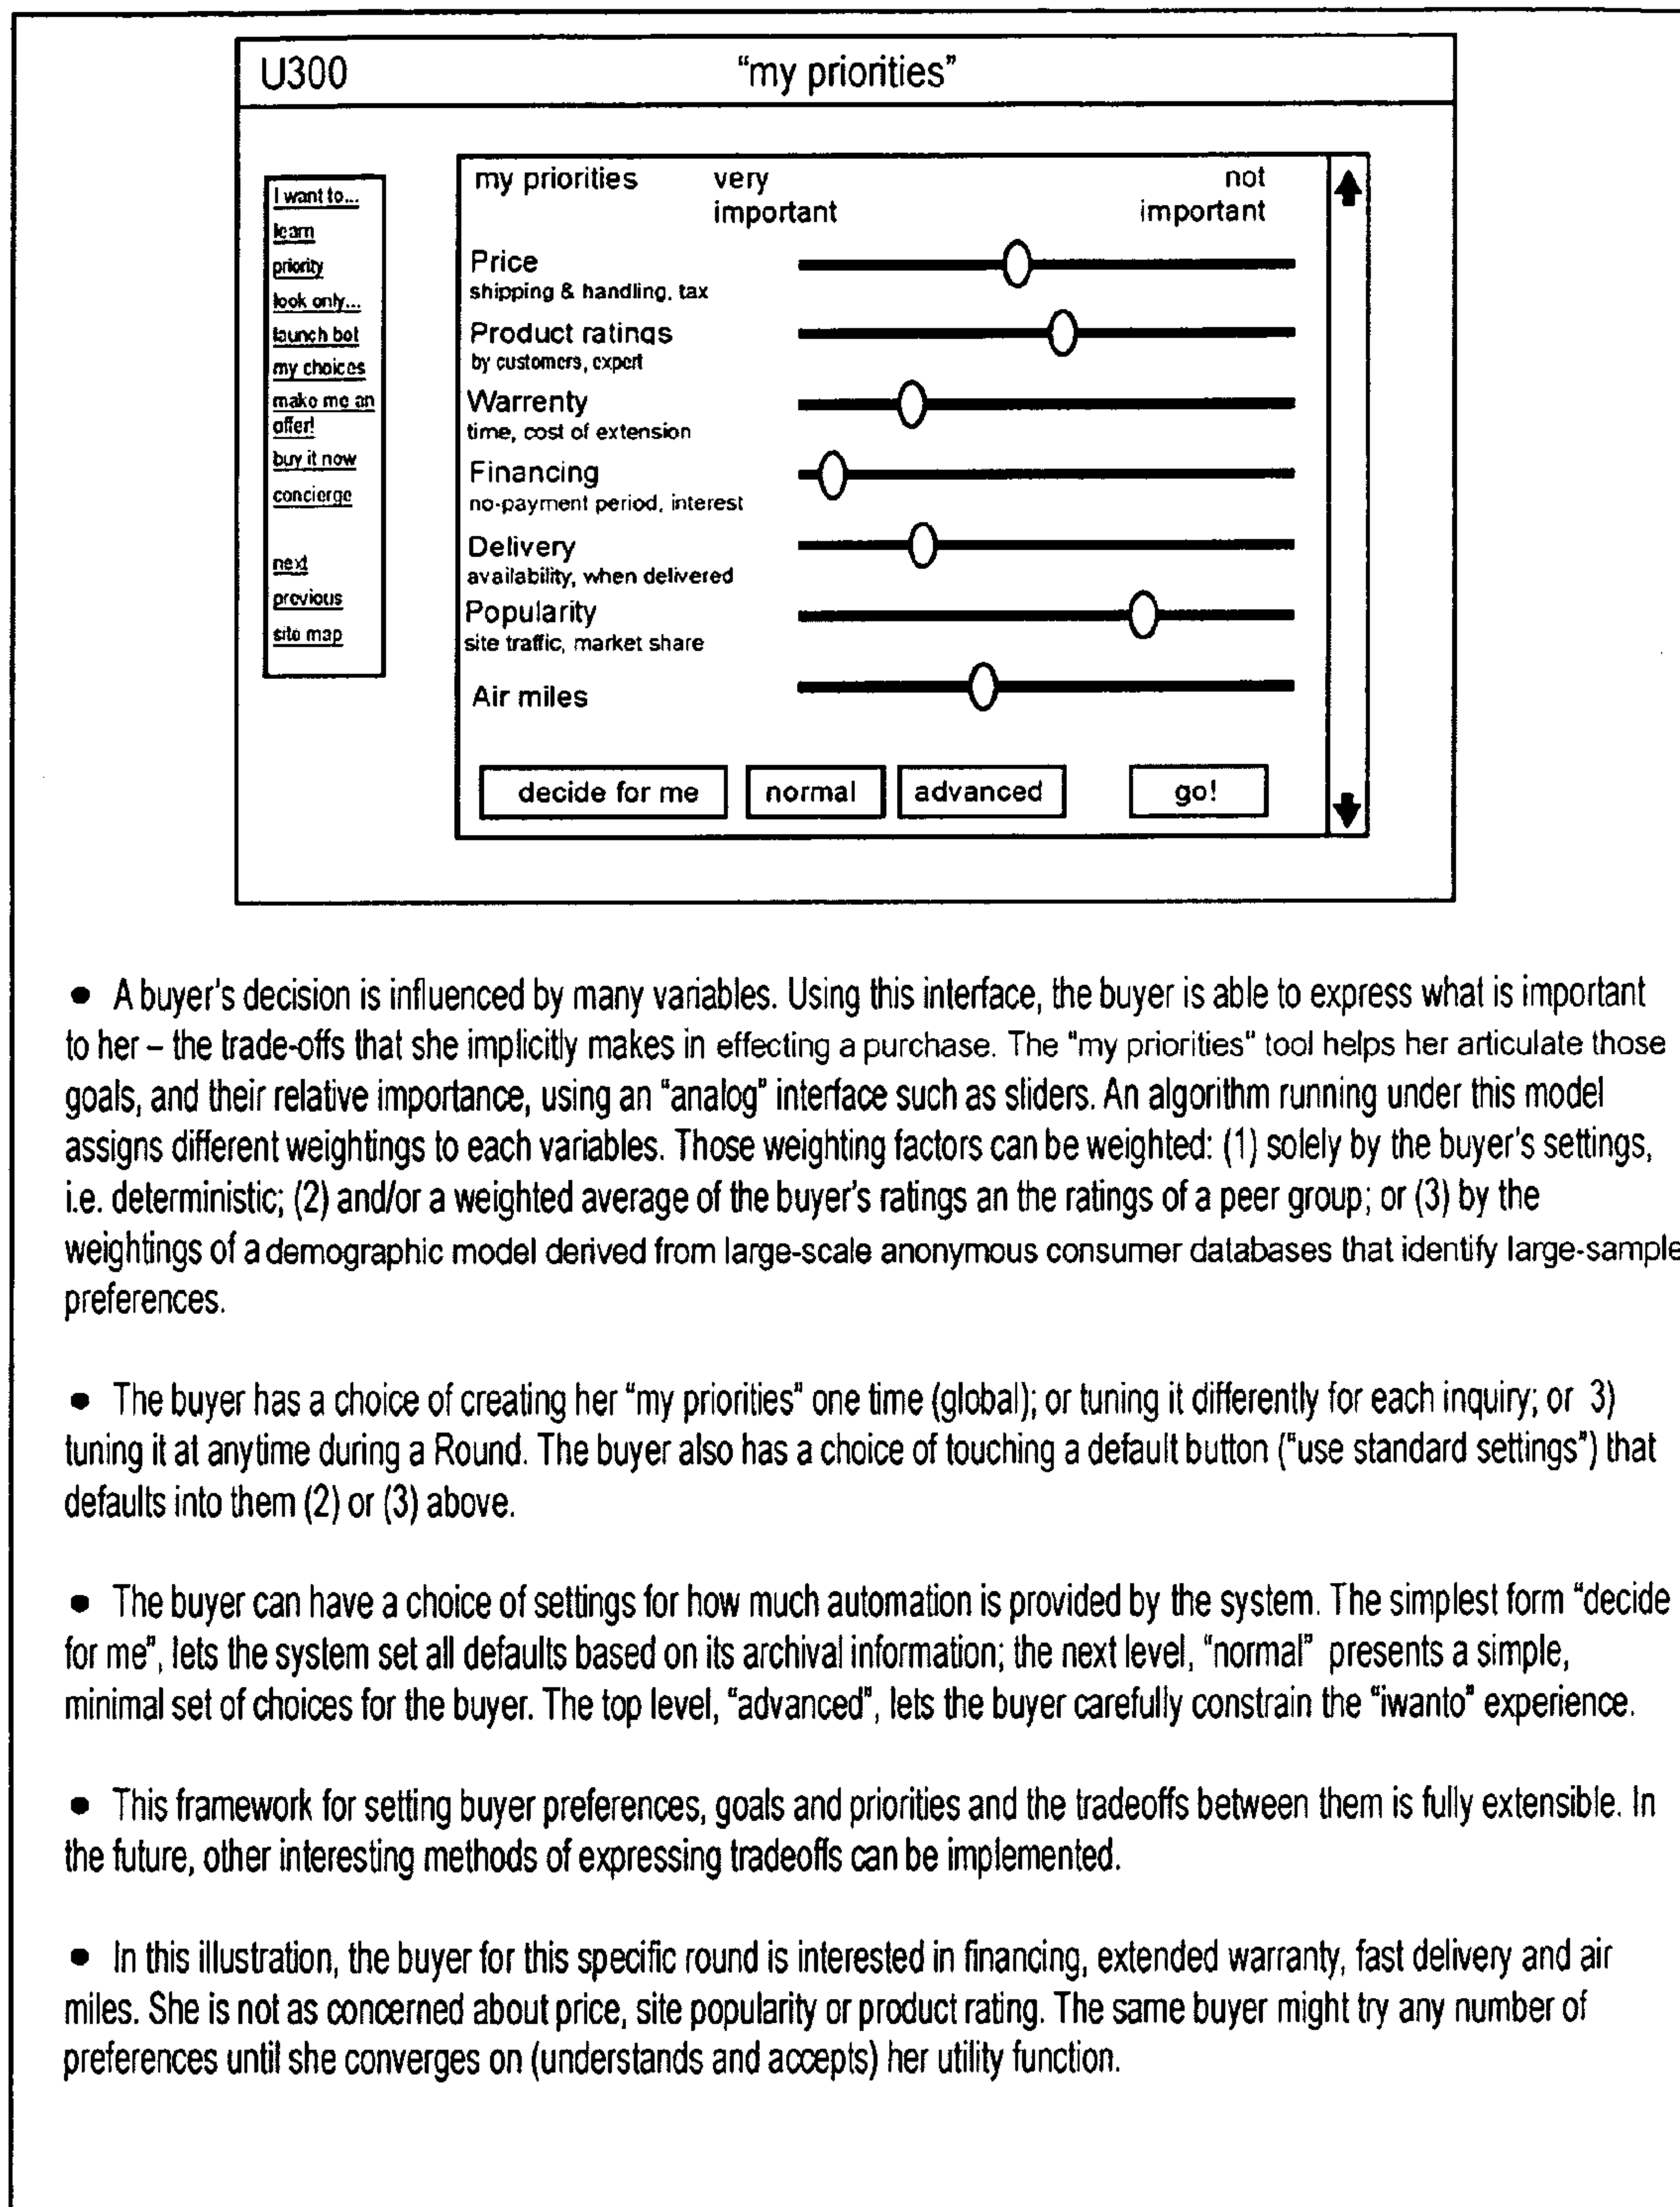 U300 "my priorities"
I want to...
learn
priority
look only...
launch bot
my choices
make me an
offer!
buy it now
concierge
next
previous
site map
my priorities very not
important important
Price
shipping & handling, tax
Product ratings
by customers, expert
Warrenty
time, cost of extension
Financing
no-payment period, interest
Delivery
availability, when delivered
Popularity
site traffic, market share
Air miles
decide for me normal advanced go!
• A buyer's decision is influenced by many variables. Using this interface, the buyer is able to express what is important
to her – the trade-offs that she implicitly makes in effecting a purchase. The "my priorities" tool helps her articulate those
goals, and their relative importance, using an "analog" interface such as sliders. An algorithm running under this model
assigns different weightings to each variables. Those weighting factors can be weighted: (1) solely by the buyer's settings,
i.e. deterministic; (2) and/or a weighted average of the buyer's ratings an the ratings of a peer group; or (3) by the
weightings of a demographic model derived from large-scale anonymous consumer databases that identify large-sample
preferences.
• The buyer has a choice of creating her "my priorities" one time (global); or tuning it differently for each inquiry; or 3)
tuning it at anytime during a Round. The buyer also has a choice of touching a default button ("use standard settings") that
defaults into them (2) or (3) above.
• The buyer can have a choice of settings for how much automation is provided by the system. The simplest form "decide
for me", lets the system set all defaults based on its archival information; the next level, "normal" presents a simple,
minimal set of choices for the buyer. The top level, "advanced", lets the buyer carefully constrain the "iwanto" experience.
• This framework for setting buyer preferences, goals and priorities and the tradeoffs between them is fully extensible. In
the future, other interesting methods of expressing tradeoffs can be implemented.
• In this illustration, the buyer for this specific round is interested in financing, extended warranty, fast delivery and air
miles. She is not as concerned about price, site popularity or product rating. The same buyer might try any number of
preferences until she converges on (understands and accepts) her utility function.